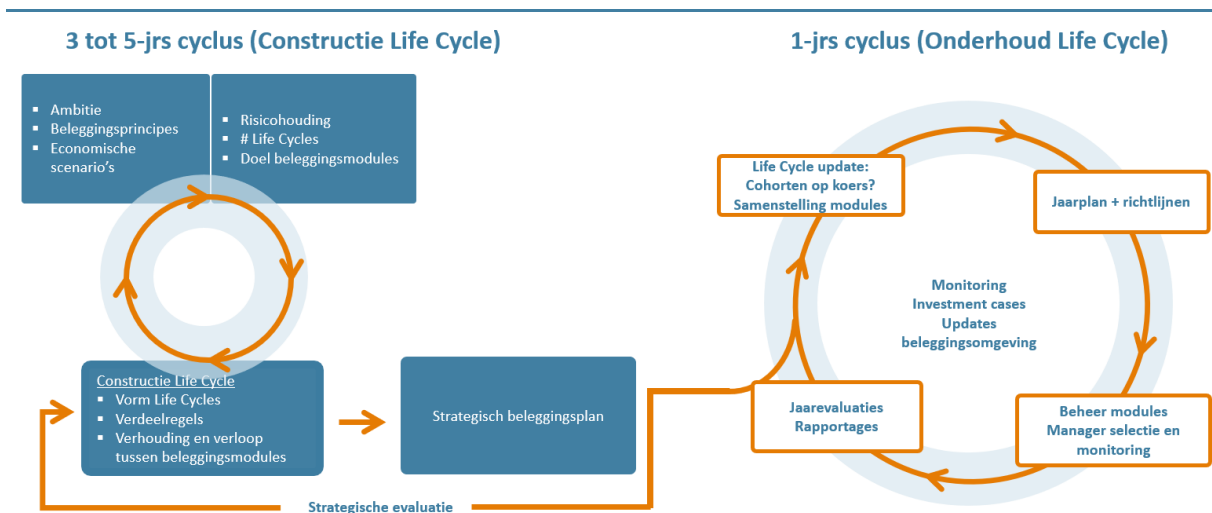 3 tot 5-jrs cyclus (Constructie Life Cycle)
▪ Ambitie
▪ Beleggingsprincipes
▪ Economische
scenario's
▪ Risicohouding
▪ # Life Cycles
▪ Doel beleggingsmodules
Constructie Life Cycle
▪ Vorm Life Cycles
▪ Verdeelregels
▪ Verhouding en verloop
tussen beleggingsmodules
Strategisch beleggingsplan
Strategische evaluatie
1-jrs cyclus (Onderhoud Life Cycle)
Life Cycle update:
Cohorten op koers?
Samenstelling modules
Jaarplan + richtlijnen
Monitoring
Investment cases
Updates
beleggingsomgeving
Jaarevaluaties
Rapportages
Beheer modules
Manager selectie en
monitoring